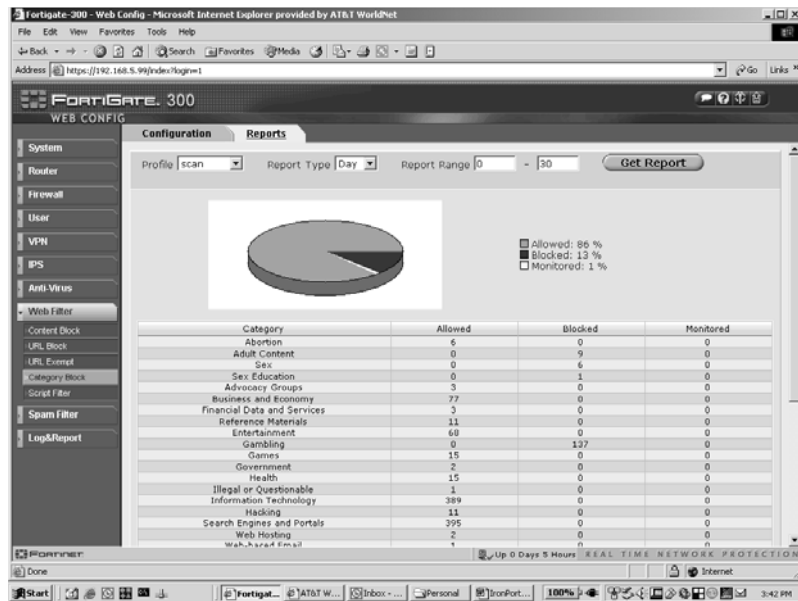 Fortigate-300 - Web Config - Microsoft Internet Explorer provided by AT&T WorldNet
File Edit View Favorites Tools Help
Back Search Favorites Media
Address https://192.168.5.99/index?login=1 Go Links
FORTIGATE. 300
WEB CONFIG
Configuration Reports
System
Router
Firewall
User
VPN
IPS
Anti-Virus
Web Filter
Content Block
URL Block
URL Exempt
Category Block
Script Filter
Spam Filter
Log&Report
Profile scan Report Type Day Report Range 0 - 30 Get Report
Allowed: 86 %
Blocked: 13 %
Monitored: 1 %
Category Allowed Blocked Monitored
Abortion 6 0 0
Adult Content 0 9 0
Sex 0 6 0
Sex Education 0 1 0
Advocacy Groups 3 0 0
Business and Economy 77 0 0
Financial Data and Services 3 0 0
Reference Materials 11 0 0
Entertainment 60 0 0
Gambling 0 137 0
Games 15 0 0
Government 2 0 0
Health 15 0 0
Illegal or Questionable 1 0 0
Information Technology 389 0 0
Hacking 11 0 0
Search Engines and Portals 395 0 0
Web Hosting 2 0 0
Web-based Email 1 0 0
FORTINET Up 0 Days 5 Hours REAL TIME NETWORK PROTECTION
Done Internet
Start Fortigat... AT&T W... Inbox - ... Personal IronPort... 100% 3:42 PM